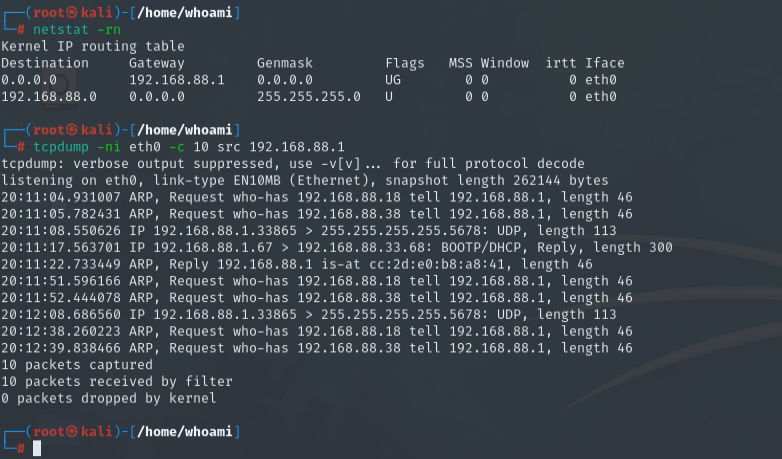 ┌──(root㉿kali)-[/home/whoami]
└─# netstat -rn
Kernel IP routing table
Destination     Gateway         Genmask         Flags   MSS Window  irtt Iface
0.0.0.0         192.168.88.1    0.0.0.0         UG        0 0          0 eth0
192.168.88.0    0.0.0.0         255.255.255.0   U         0 0          0 eth0
┌──(root㉿kali)-[/home/whoami]
└─# tcpdump -ni eth0 -c 10 src 192.168.88.1
tcpdump: verbose output suppressed, use -v[v]... for full protocol decode
listening on eth0, link-type EN10MB (Ethernet), snapshot length 262144 bytes
20:11:04.931007 ARP, Request who-has 192.168.88.18 tell 192.168.88.1, length 46
20:11:05.782431 ARP, Request who-has 192.168.88.38 tell 192.168.88.1, length 46
20:11:08.550626 IP 192.168.88.1.33865 > 255.255.255.255.5678: UDP, length 113
20:11:17.563701 IP 192.168.88.1.67 > 192.168.88.33.68: BOOTP/DHCP, Reply, length 300
20:11:22.733449 ARP, Reply 192.168.88.1 is-at cc:2d:e0:b8:a8:41, length 46
20:11:51.596166 ARP, Request who-has 192.168.88.18 tell 192.168.88.1, length 46
20:11:52.444078 ARP, Request who-has 192.168.88.38 tell 192.168.88.1, length 46
20:12:08.686560 IP 192.168.88.1.33865 > 255.255.255.255.5678: UDP, length 113
20:12:38.260223 ARP, Request who-has 192.168.88.18 tell 192.168.88.1, length 46
20:12:39.838466 ARP, Request who-has 192.168.88.38 tell 192.168.88.1, length 46
10 packets captured
10 packets received by filter
0 packets dropped by kernel
┌──(root㉿kali)-[/home/whoami]
└─#